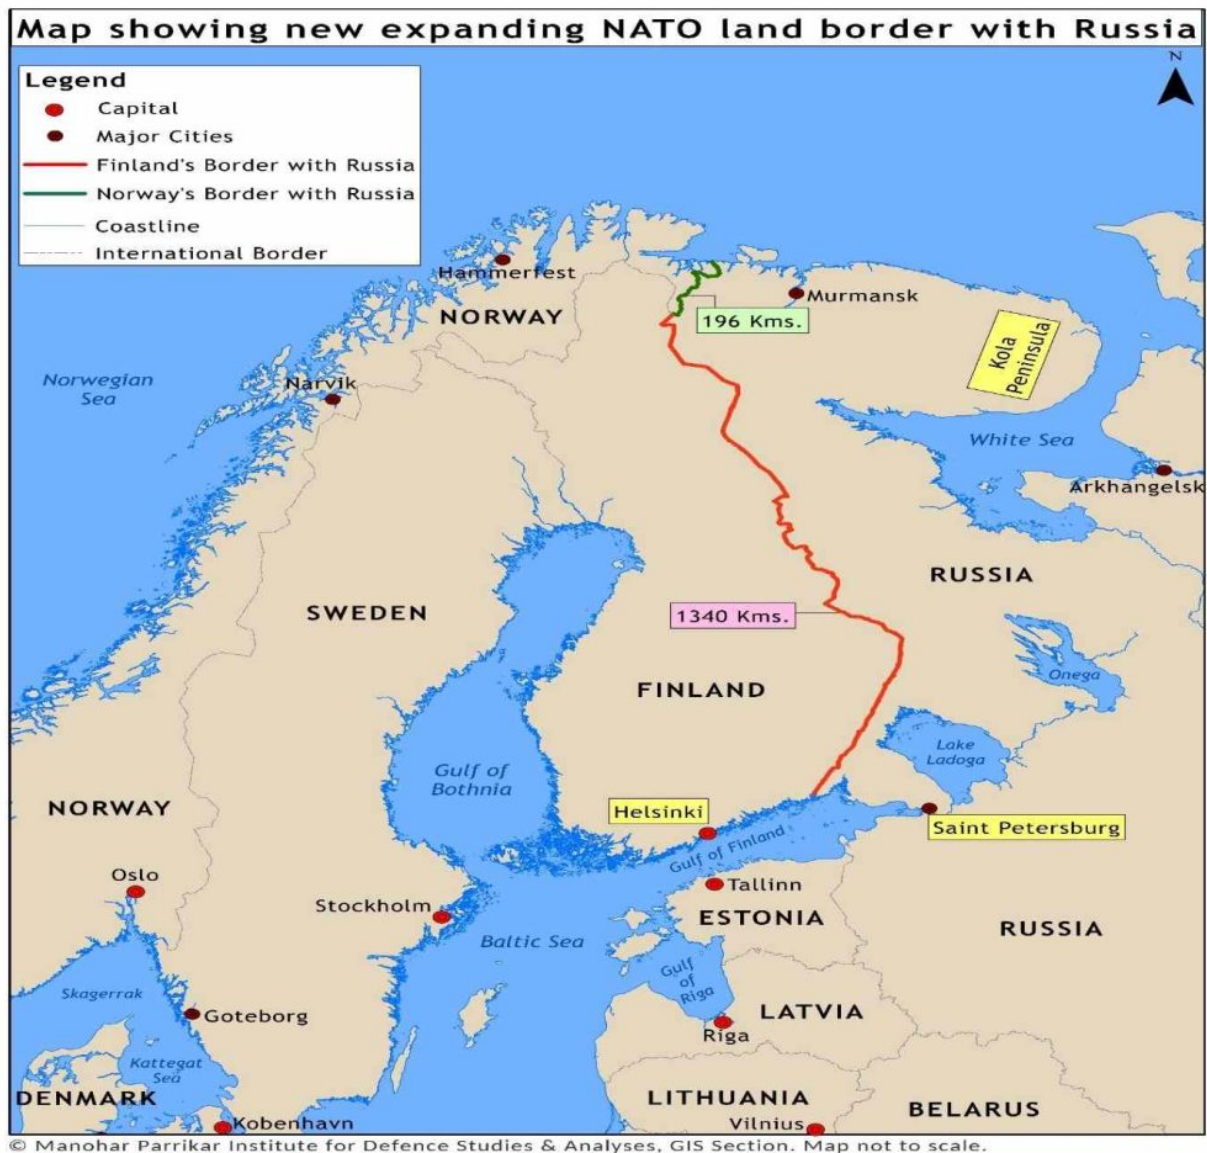 Map showing new expanding NATO land border with Russia
N
Legend
Capital
Major Cities
Finland's Border with Russia
Norway's Border with Russia
Coastline
International Border
Hammerfest
NORWAY
Murmansk
196 Kms.
Kola
Peninsula
Norwegian
Sea
Narvik
White Sea
Arkhangelsk
RUSSIA
SWEDEN
1340 Kms.
Onega
FINLAND
Lake
Ladoga
Gulf of
Bothnia
NORWAY
Helsinki
Saint Petersburg
Gulf of Finland
Oslo
Tallinn
Stockholm
ESTONIA
RUSSIA
Baltic Sea
Gulf
of
Riga
Skagerrak
Goteborg
LATVIA
Riga
Kattegat
Sea
DENMARK
LITHUANIA
BELARUS
Kobenhavn
Vilnius
© Manohar Parrikar Institute for Defence Studies & Analyses, GIS Section. Map not to scale.